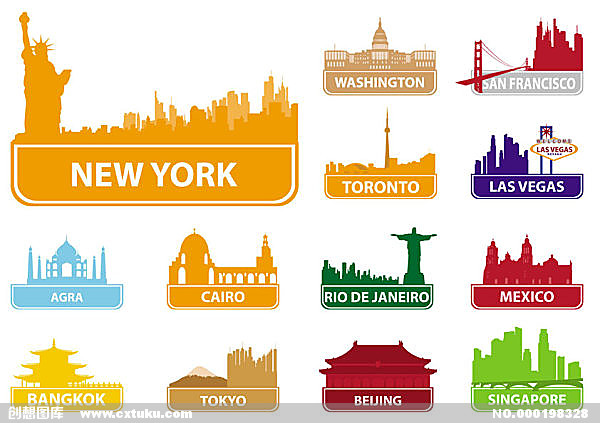 NEW YORK
WASHINGTON
SAN FRANCISCO
TORONTO
WELCOME
LAS VEGAS
LAS VEGAS
AGRA
CAIRO
RIO DE JANEIRO
MEXICO
BANGKOK
TOKYO
BEIJING
SINGAPORE
创想图库 www.cxtuku.com NO.000198328